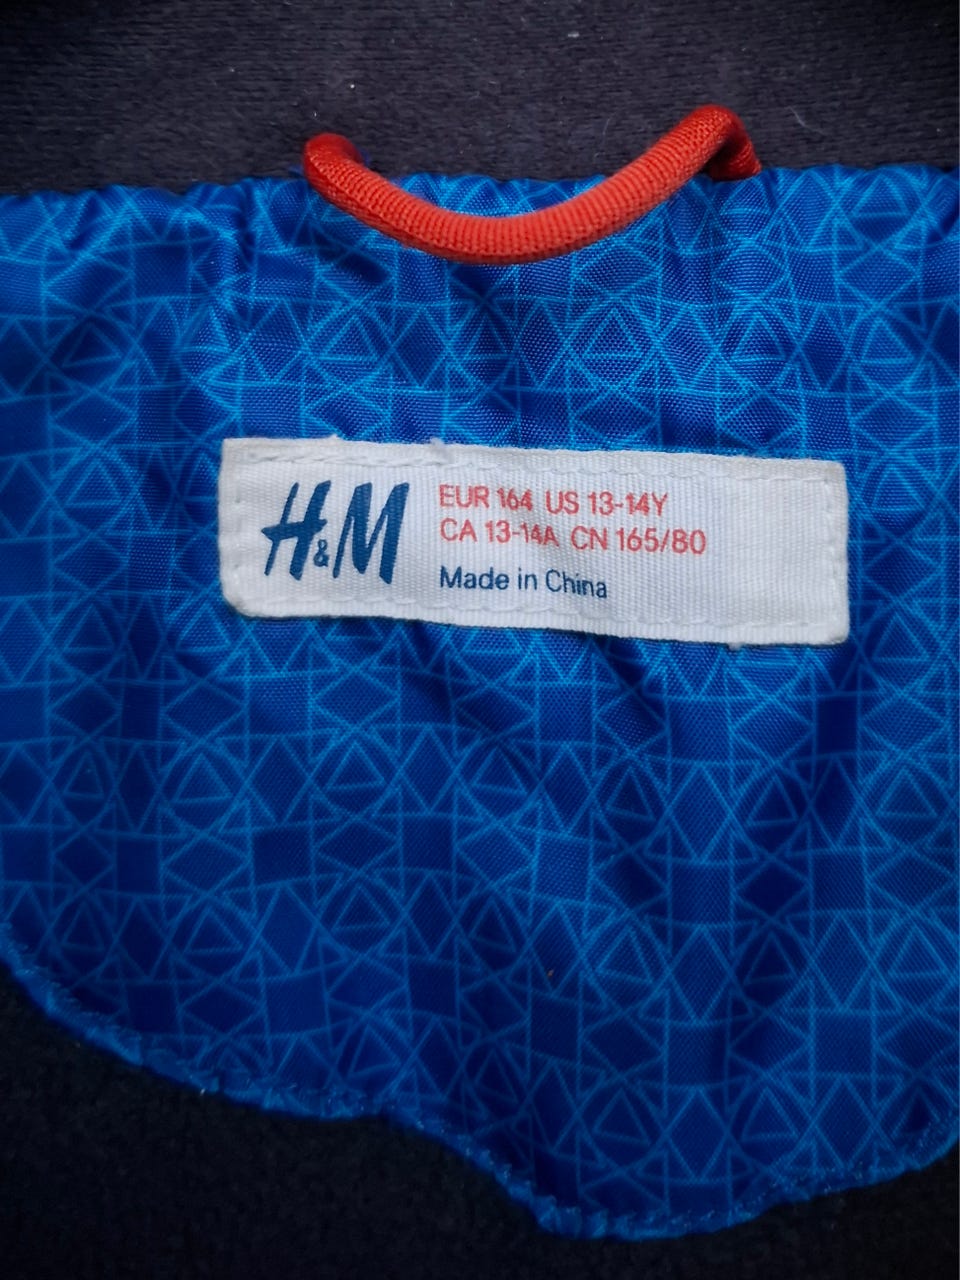 H&M
EUR 164 US 13-14Y
CA 13-14A CN 165/80
Made in China